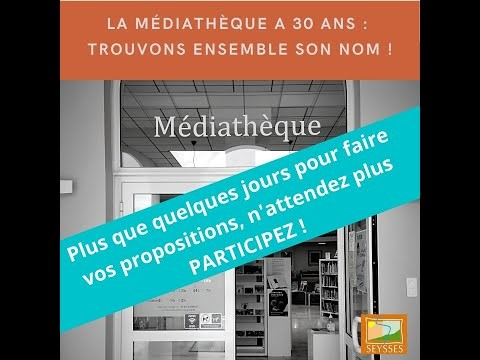 LA MÉDIATHÈQUE A 30 ANS :
TROUVONS ENSEMBLE SON NOM !
Médiathèque
Plus que quelques jours pour faire
vos propositions, n'attendez plus
PARTICIPEZ !
SEYSSES